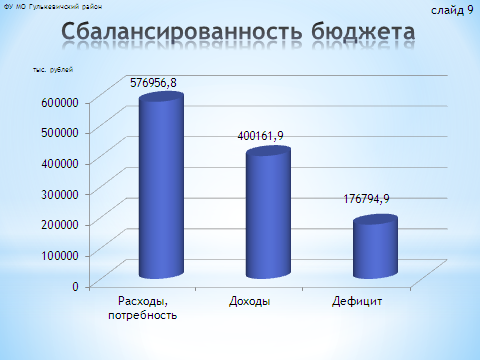 ФУ МО Гулькевичский район
слайд 9
Сбалансированность бюджета
тыс. рублей
576956,8
400161,9
176794,9
600000
500000
400000
300000
200000
100000
0
Расходы,
потребность
Доходы
Дефицит